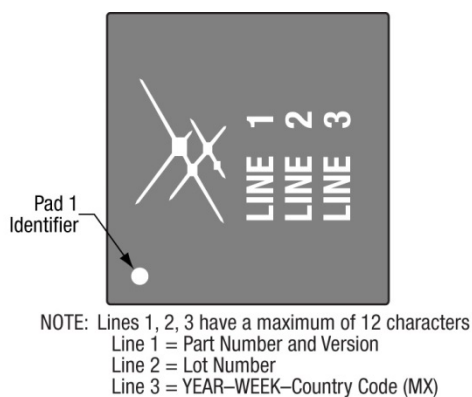 LINE 1
LINE 2
LINE 3
Pad 1
Identifier
NOTE: Lines 1, 2, 3 have a maximum of 12 characters
Line 1 = Part Number and Version
Line 2 = Lot Number
Line 3 = YEAR–WEEK–Country Code (MX)